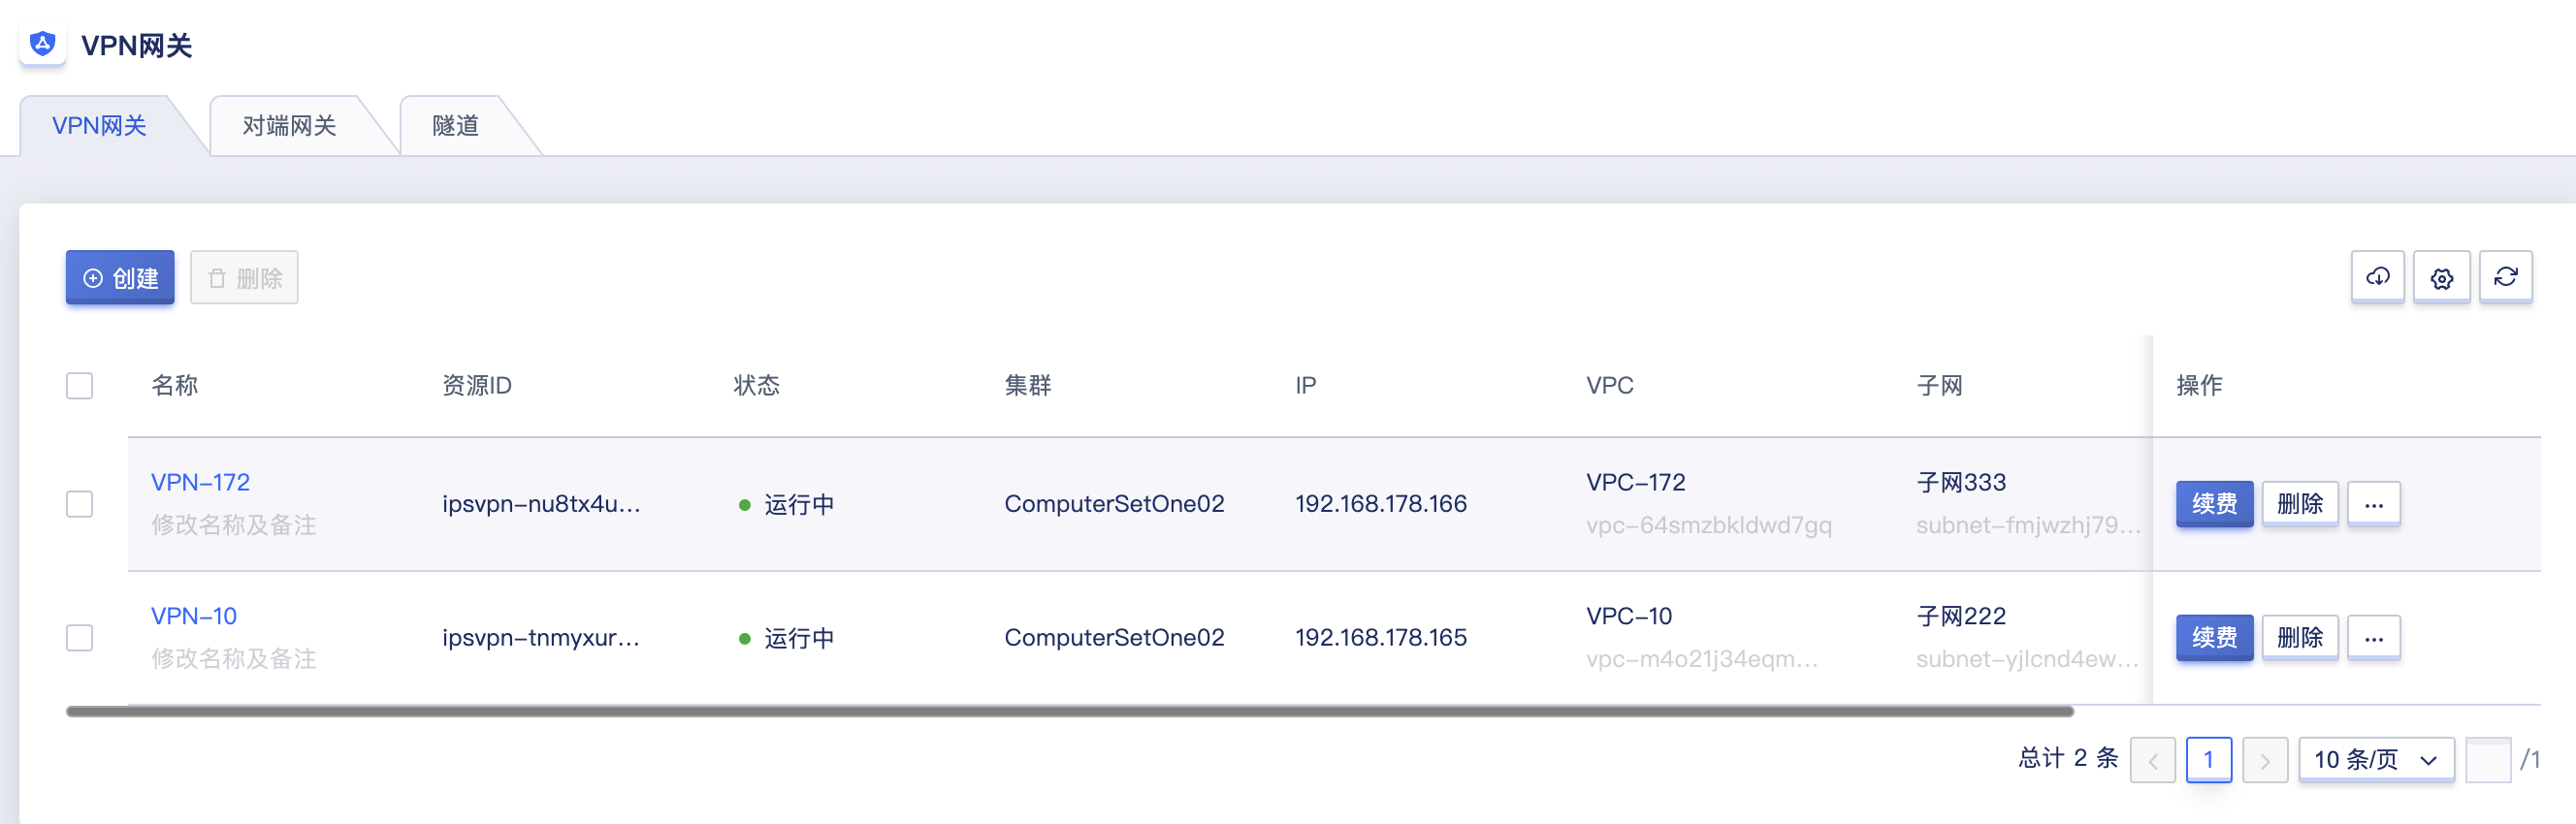 VPN网关
VPN网关 对端网关 隧道
创建 删除
名称 资源ID 状态 集群 IP VPC 子网 操作
VPN-172 VPC-172 子网333
ipsvpn-nu8tx4u... 运行中 ComputerSetOne02 192.168.178.166 续费 删除 ...
修改名称及备注 vpc-64smzbkldwd7gq subnet-fmjwzhj79...
VPN-10 VPC-10 子网222
ipsvpn-tnmyxur... 运行中 ComputerSetOne02 192.168.178.165 续费 删除 ...
修改名称及备注 vpc-m4o21j34eqm... subnet-yjlcnd4ew...
总计 2 条 1 10 条/页 /1